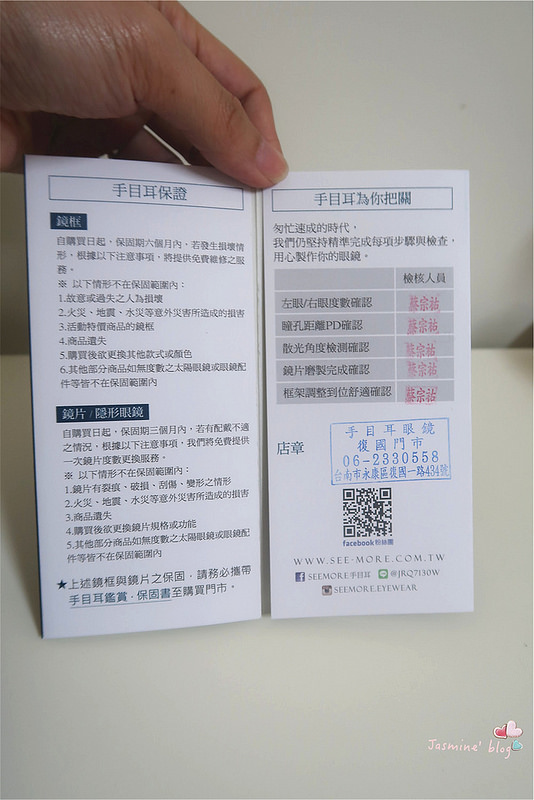 手目耳保證
鏡框
自購買日起，保固期六個月內，若發生損壞情
形，根據以下注意事項，將提供免費維修之服
務。
※ 以下情形不在保固範圍內：
1.故意或過失之人為損壞
2.火災、地震、水災等意外災害所造成的損害
3.活動特價商品的鏡框
4.商品遺失
5.購買後欲更換其他款式或顏色
6.其他部分商品如無度數之太陽眼鏡或眼鏡配
件等皆不在保固範圍內
鏡片 / 隱形眼鏡
自購買日起，保固期三個月內，若有配戴不適
之情況，根據以下注意事項，我們將免費提供
一次鏡片度數更換服務。
※ 以下情形不在保固範圍內：
1.鏡片有裂痕、破損、刮傷、變形之情形
2.火災、地震、水災等意外災害所造成的損害
3.商品遺失
4.購買後欲更換鏡片規格或功能
5.其他部分商品如無度數之太陽眼鏡或眼鏡配
件等皆不在保固範圍內
★上述鏡框與鏡片之保固，請務必攜帶
手目耳鑑賞．保固書至購買門市。
手目耳為你把關
匆忙速成的時代，
我們仍堅持精準完成每項步驟與檢查，
用心製作你的眼鏡。
檢核人員
左眼/右眼度數確認 蔡宗祐
瞳孔距離PD確認 蔡宗祐
散光角度檢測確認 蔡宗祐
鏡片磨製完成確認 蔡宗祐
框架調整到位舒適確認 蔡宗祐
店章
手目耳眼鏡
復國門市
06-2330558
台南市永康區復國一路434號
facebook粉絲團
WWW.SEE-MORE.COM.TW
SEEMORE手目耳 @JRQ7130W
SEEMORE.EYEWEAR
Jasmine' blog